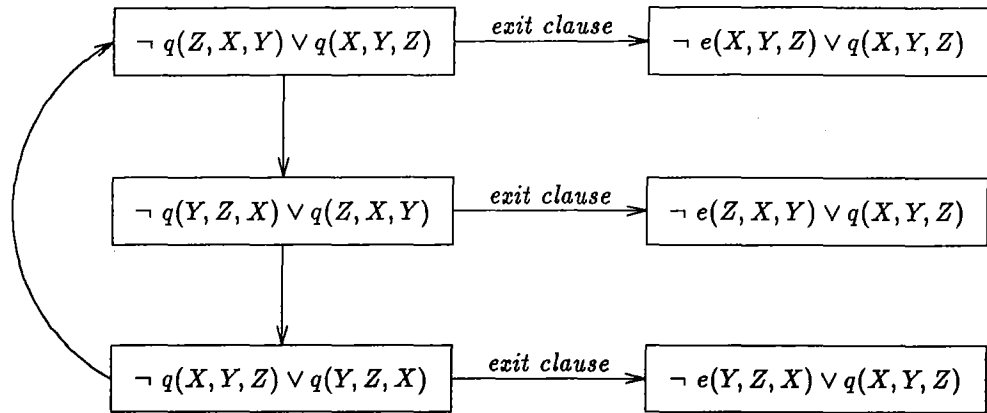 ¬ q(Z, X, Y) ∨ q(X, Y, Z) exit clause ¬ e(X, Y, Z) ∨ q(X, Y, Z)
¬ q(Y, Z, X) ∨ q(Z, X, Y) exit clause ¬ e(Z, X, Y) ∨ q(X, Y, Z)
¬ q(X, Y, Z) ∨ q(Y, Z, X) exit clause ¬ e(Y, Z, X) ∨ q(X, Y, Z)